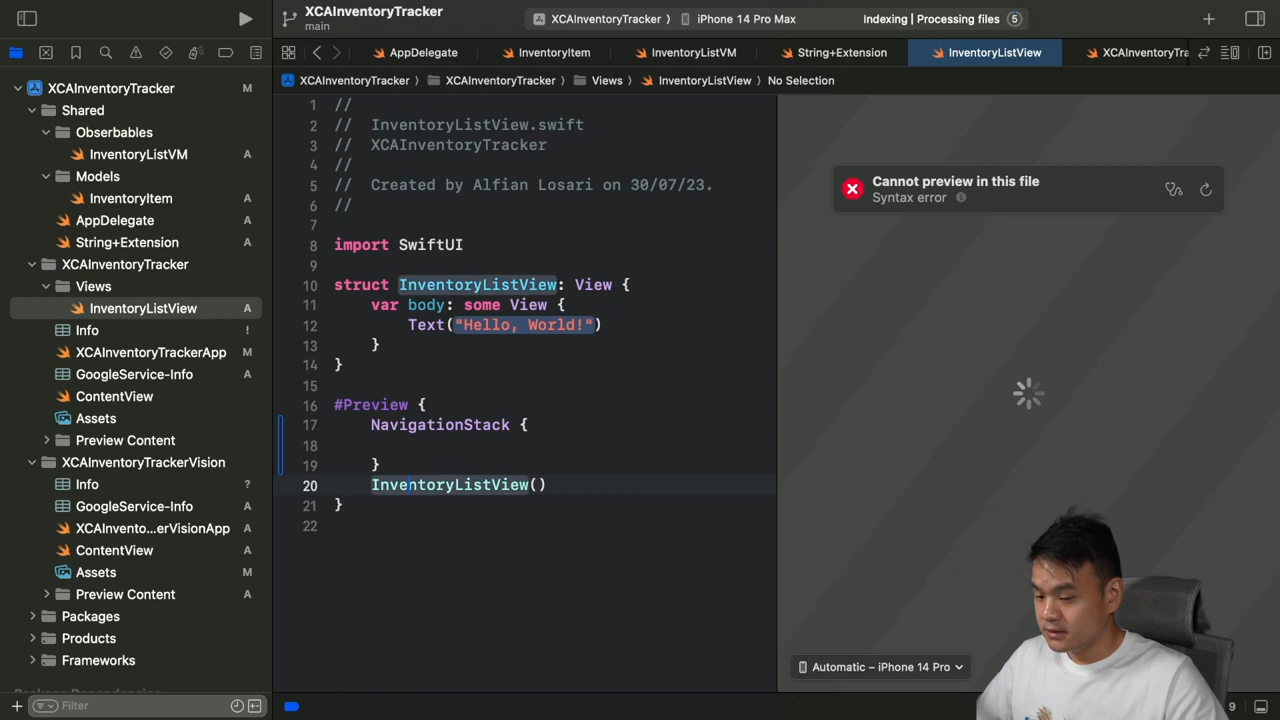 XCAInventoryTracker
main
XCAInventoryTracker
iPhone 14 Pro Max
Indexing | Processing files
5
AppDelegate
InventoryItem
InventoryListVM
String+Extension
InventoryListView
XCAInventoryTra
XCAInventoryTracker
XCAInventoryTracker
Views
InventoryListView
No Selection
XCAInventoryTracker M
Shared
Obserbables
InventoryListVM A
Models
InventoryItem A
AppDelegate A
String+Extension A
XCAInventoryTracker
Views
InventoryListView A
Info !
XCAInventoryTrackerApp M
GoogleService-Info A
ContentView A
Assets
Preview Content
XCAInventoryTrackerVision
Info ?
GoogleService-Info A
XCAInvento...erVisionApp A
ContentView A
Assets M
Preview Content A
Packages
Products
Frameworks
Filter
1 //
2 // InventoryListView.swift
3 // XCAInventoryTracker
4 //
5 // Created by Alfian Losari on 30/07/23.
6 //
7
8 import SwiftUI
9
10 struct InventoryListView: View {
11 var body: some View {
12 Text("Hello, World!")
13 }
14 }
15
16 #Preview {
17 NavigationStack {
18
19 }
20 InventoryListView()
21 }
22
Cannot preview in this file
Syntax error
Automatic – iPhone 14 Pro
9